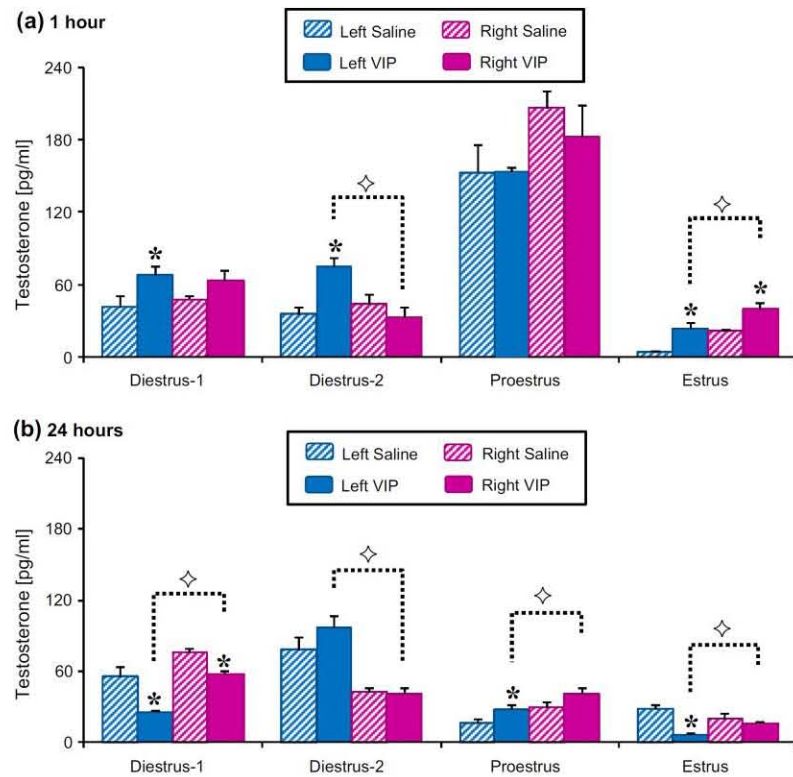 (a) 1 hour
Left Saline Right Saline
Left VIP Right VIP
Testosterone [pg/ml]
240
180
120
60
0
* * * *
Diestrus-1 Diestrus-2 Proestrus Estrus
(b) 24 hours
Left Saline Right Saline
Left VIP Right VIP
Testosterone [pg/ml]
240
180
120
60
0
* * * *
Diestrus-1 Diestrus-2 Proestrus Estrus